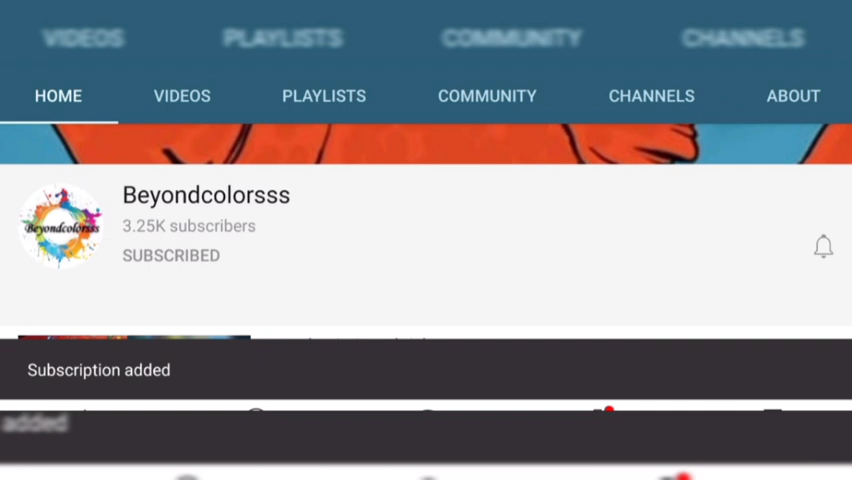 VIDEOS PLAYLISTS COMMUNITY CHANNELS
HOME VIDEOS PLAYLISTS COMMUNITY CHANNELS ABOUT
Beyondcolorsss
Beyondcolorsss
3.25K subscribers
SUBSCRIBED
Subscription added
added